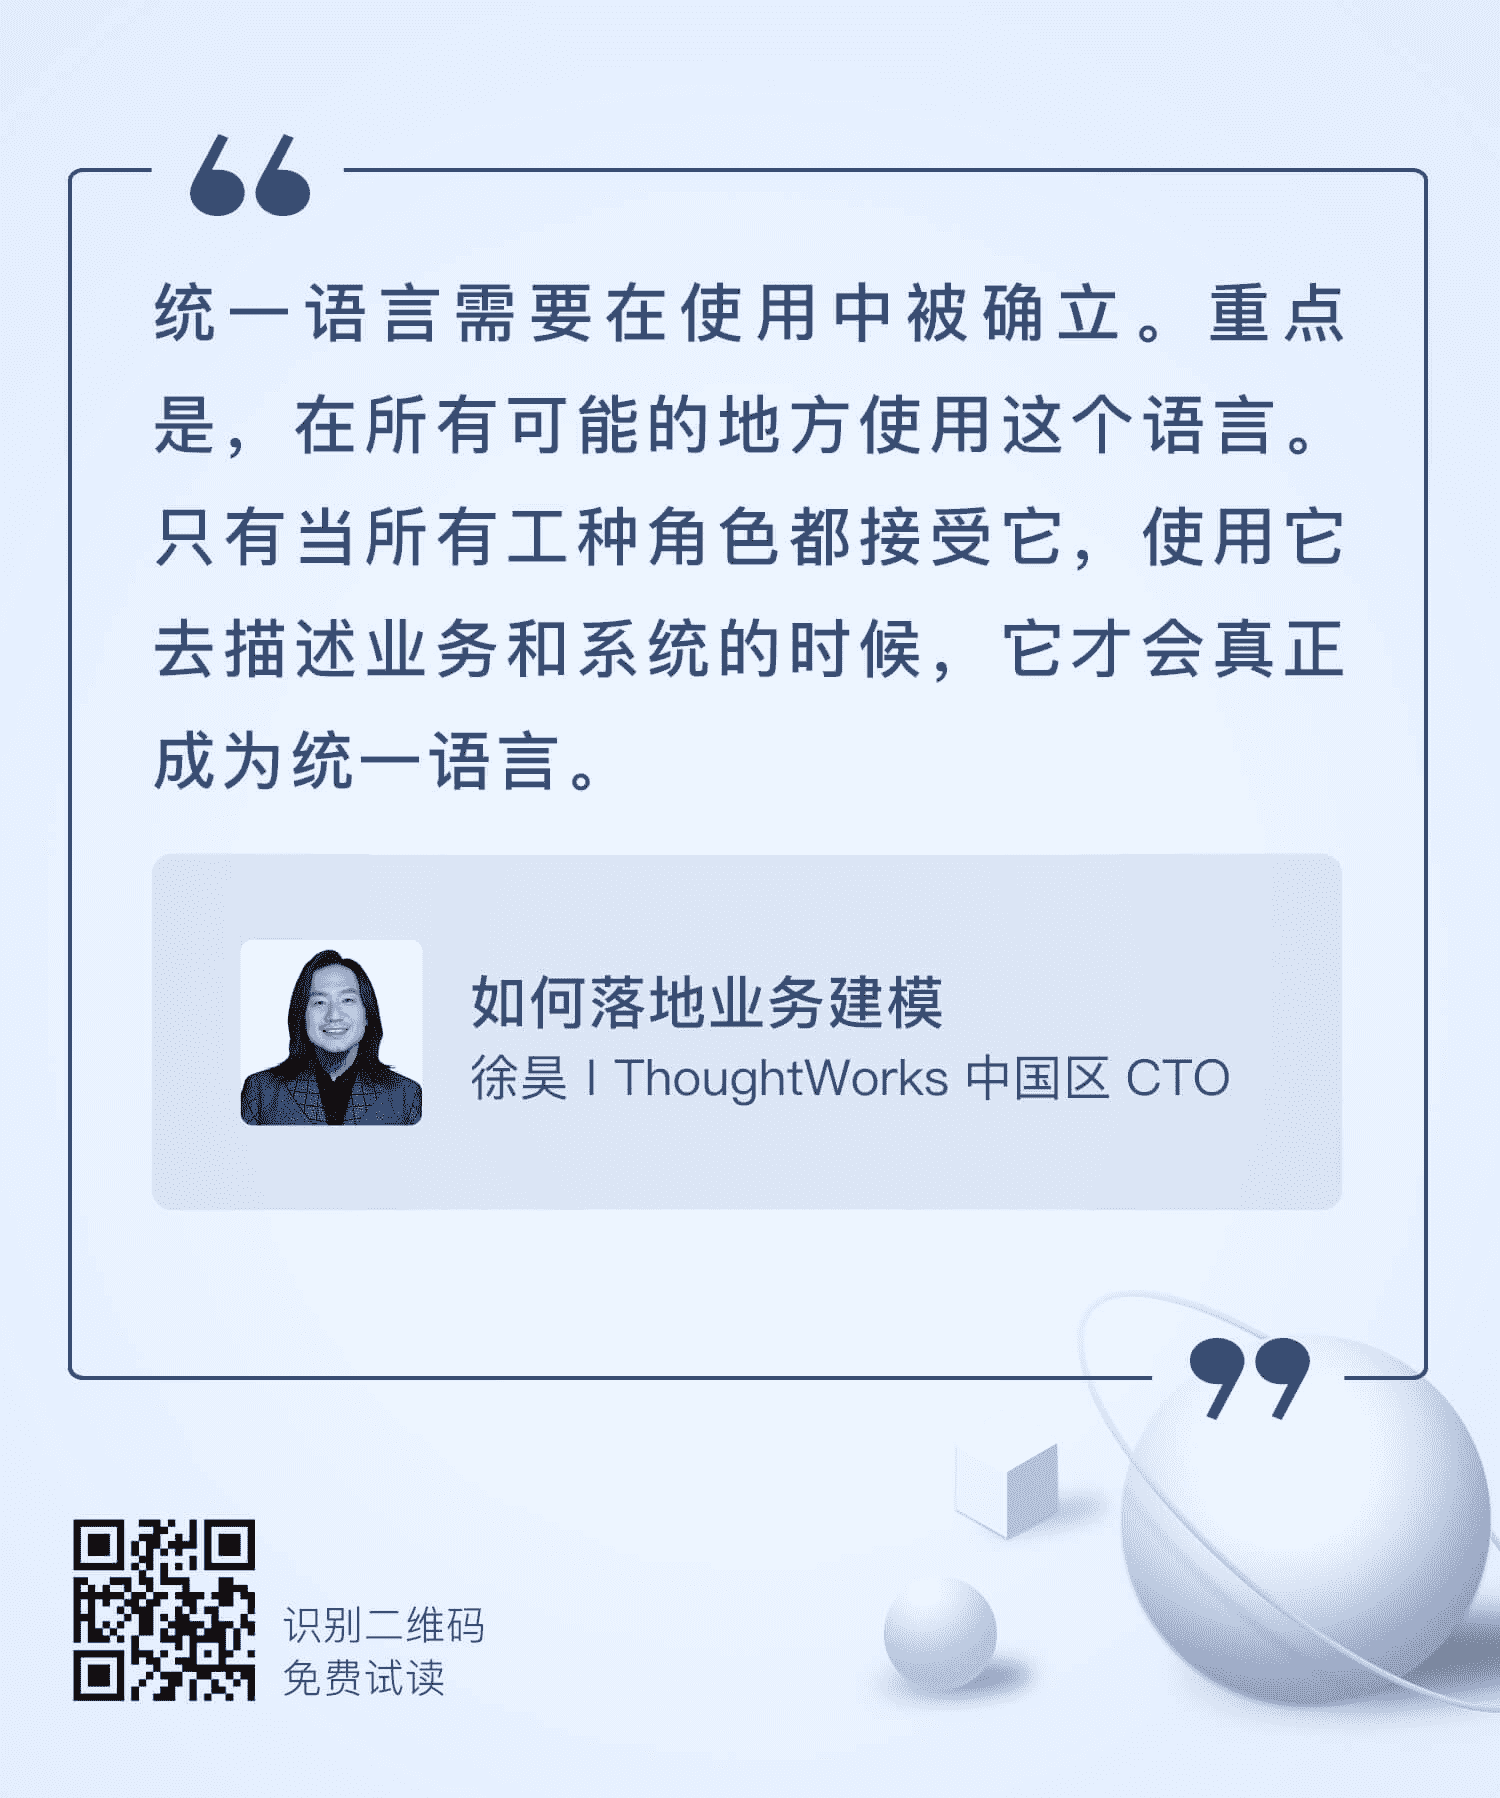 “
统一语言需要在使用中被确立。重点
是，在所有可能的地方使用这个语言。
只有当所有工种角色都接受它，使用它
去描述业务和系统的时候，它才会真正
成为统一语言。
如何落地业务建模
徐昊 | ThoughtWorks 中国区 CTO
”
识别二维码
免费试读